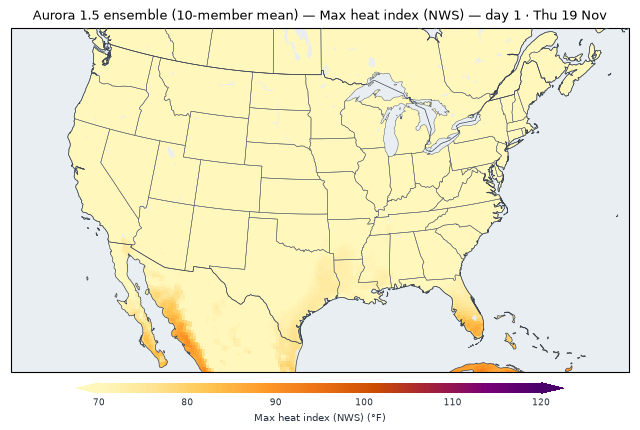 Aurora 1.5 ensemble (10-member mean) — Max heat index (NWS) — day 1 · Thu 19 Nov
70 80 90 100 110 120
Max heat index (NWS) (°F)